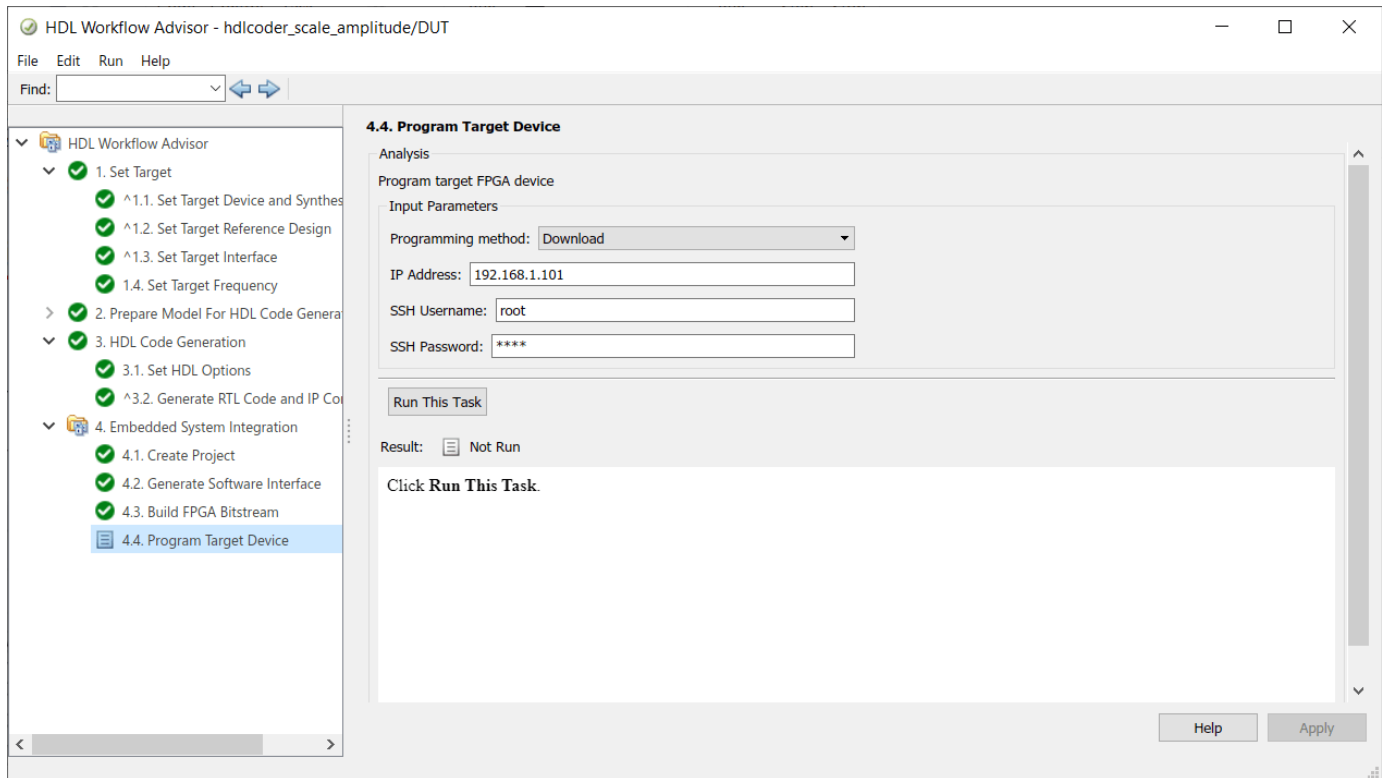 HDL Workflow Advisor - hdlcoder_scale_amplitude/DUT
File Edit Run Help
Find:
HDL Workflow Advisor
1. Set Target
^1.1. Set Target Device and Synthes
^1.2. Set Target Reference Design
^1.3. Set Target Interface
1.4. Set Target Frequency
2. Prepare Model For HDL Code Genera
3. HDL Code Generation
3.1. Set HDL Options
^3.2. Generate RTL Code and IP Co
4. Embedded System Integration
4.1. Create Project
4.2. Generate Software Interface
4.3. Build FPGA Bitstream
4.4. Program Target Device
4.4. Program Target Device
Analysis
Program target FPGA device
Input Parameters
Programming method: Download
IP Address: 192.168.1.101
SSH Username: root
SSH Password: ****
Run This Task
Result: Not Run
Click Run This Task.
Help Apply